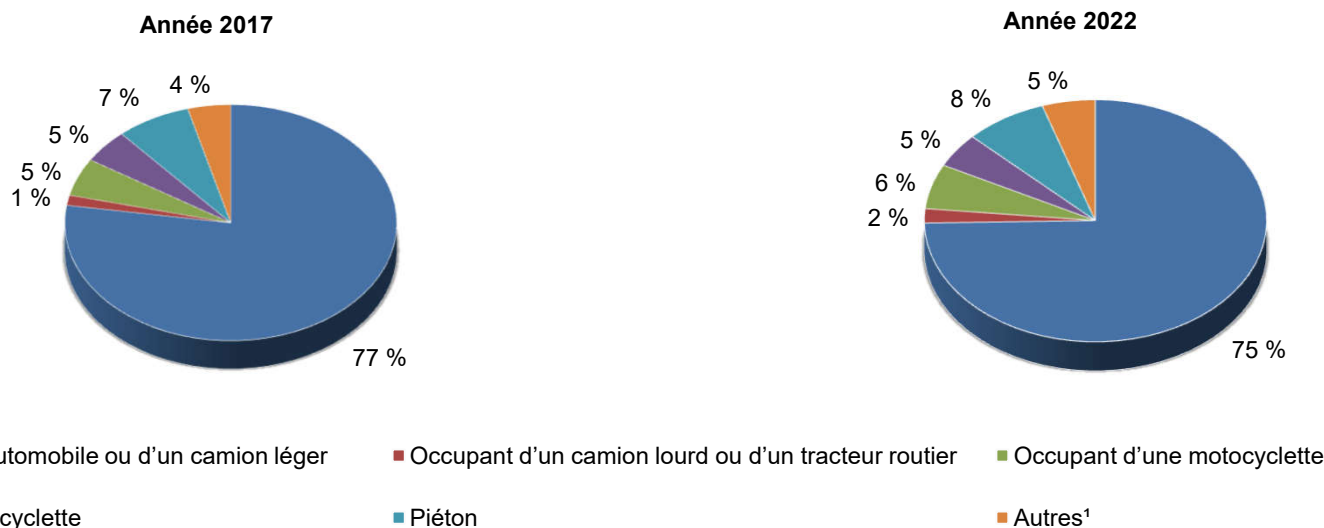 Année 2017
Année 2022
4 %
7 %
5 %
5 %
1 %
77 %
5 %
8 %
5 %
6 %
2 %
75 %
utomobile ou d’un camion léger
Occupant d’un camion lourd ou d’un tracteur routier
Occupant d’une motocyclette
cyclette
Piéton
Autres¹